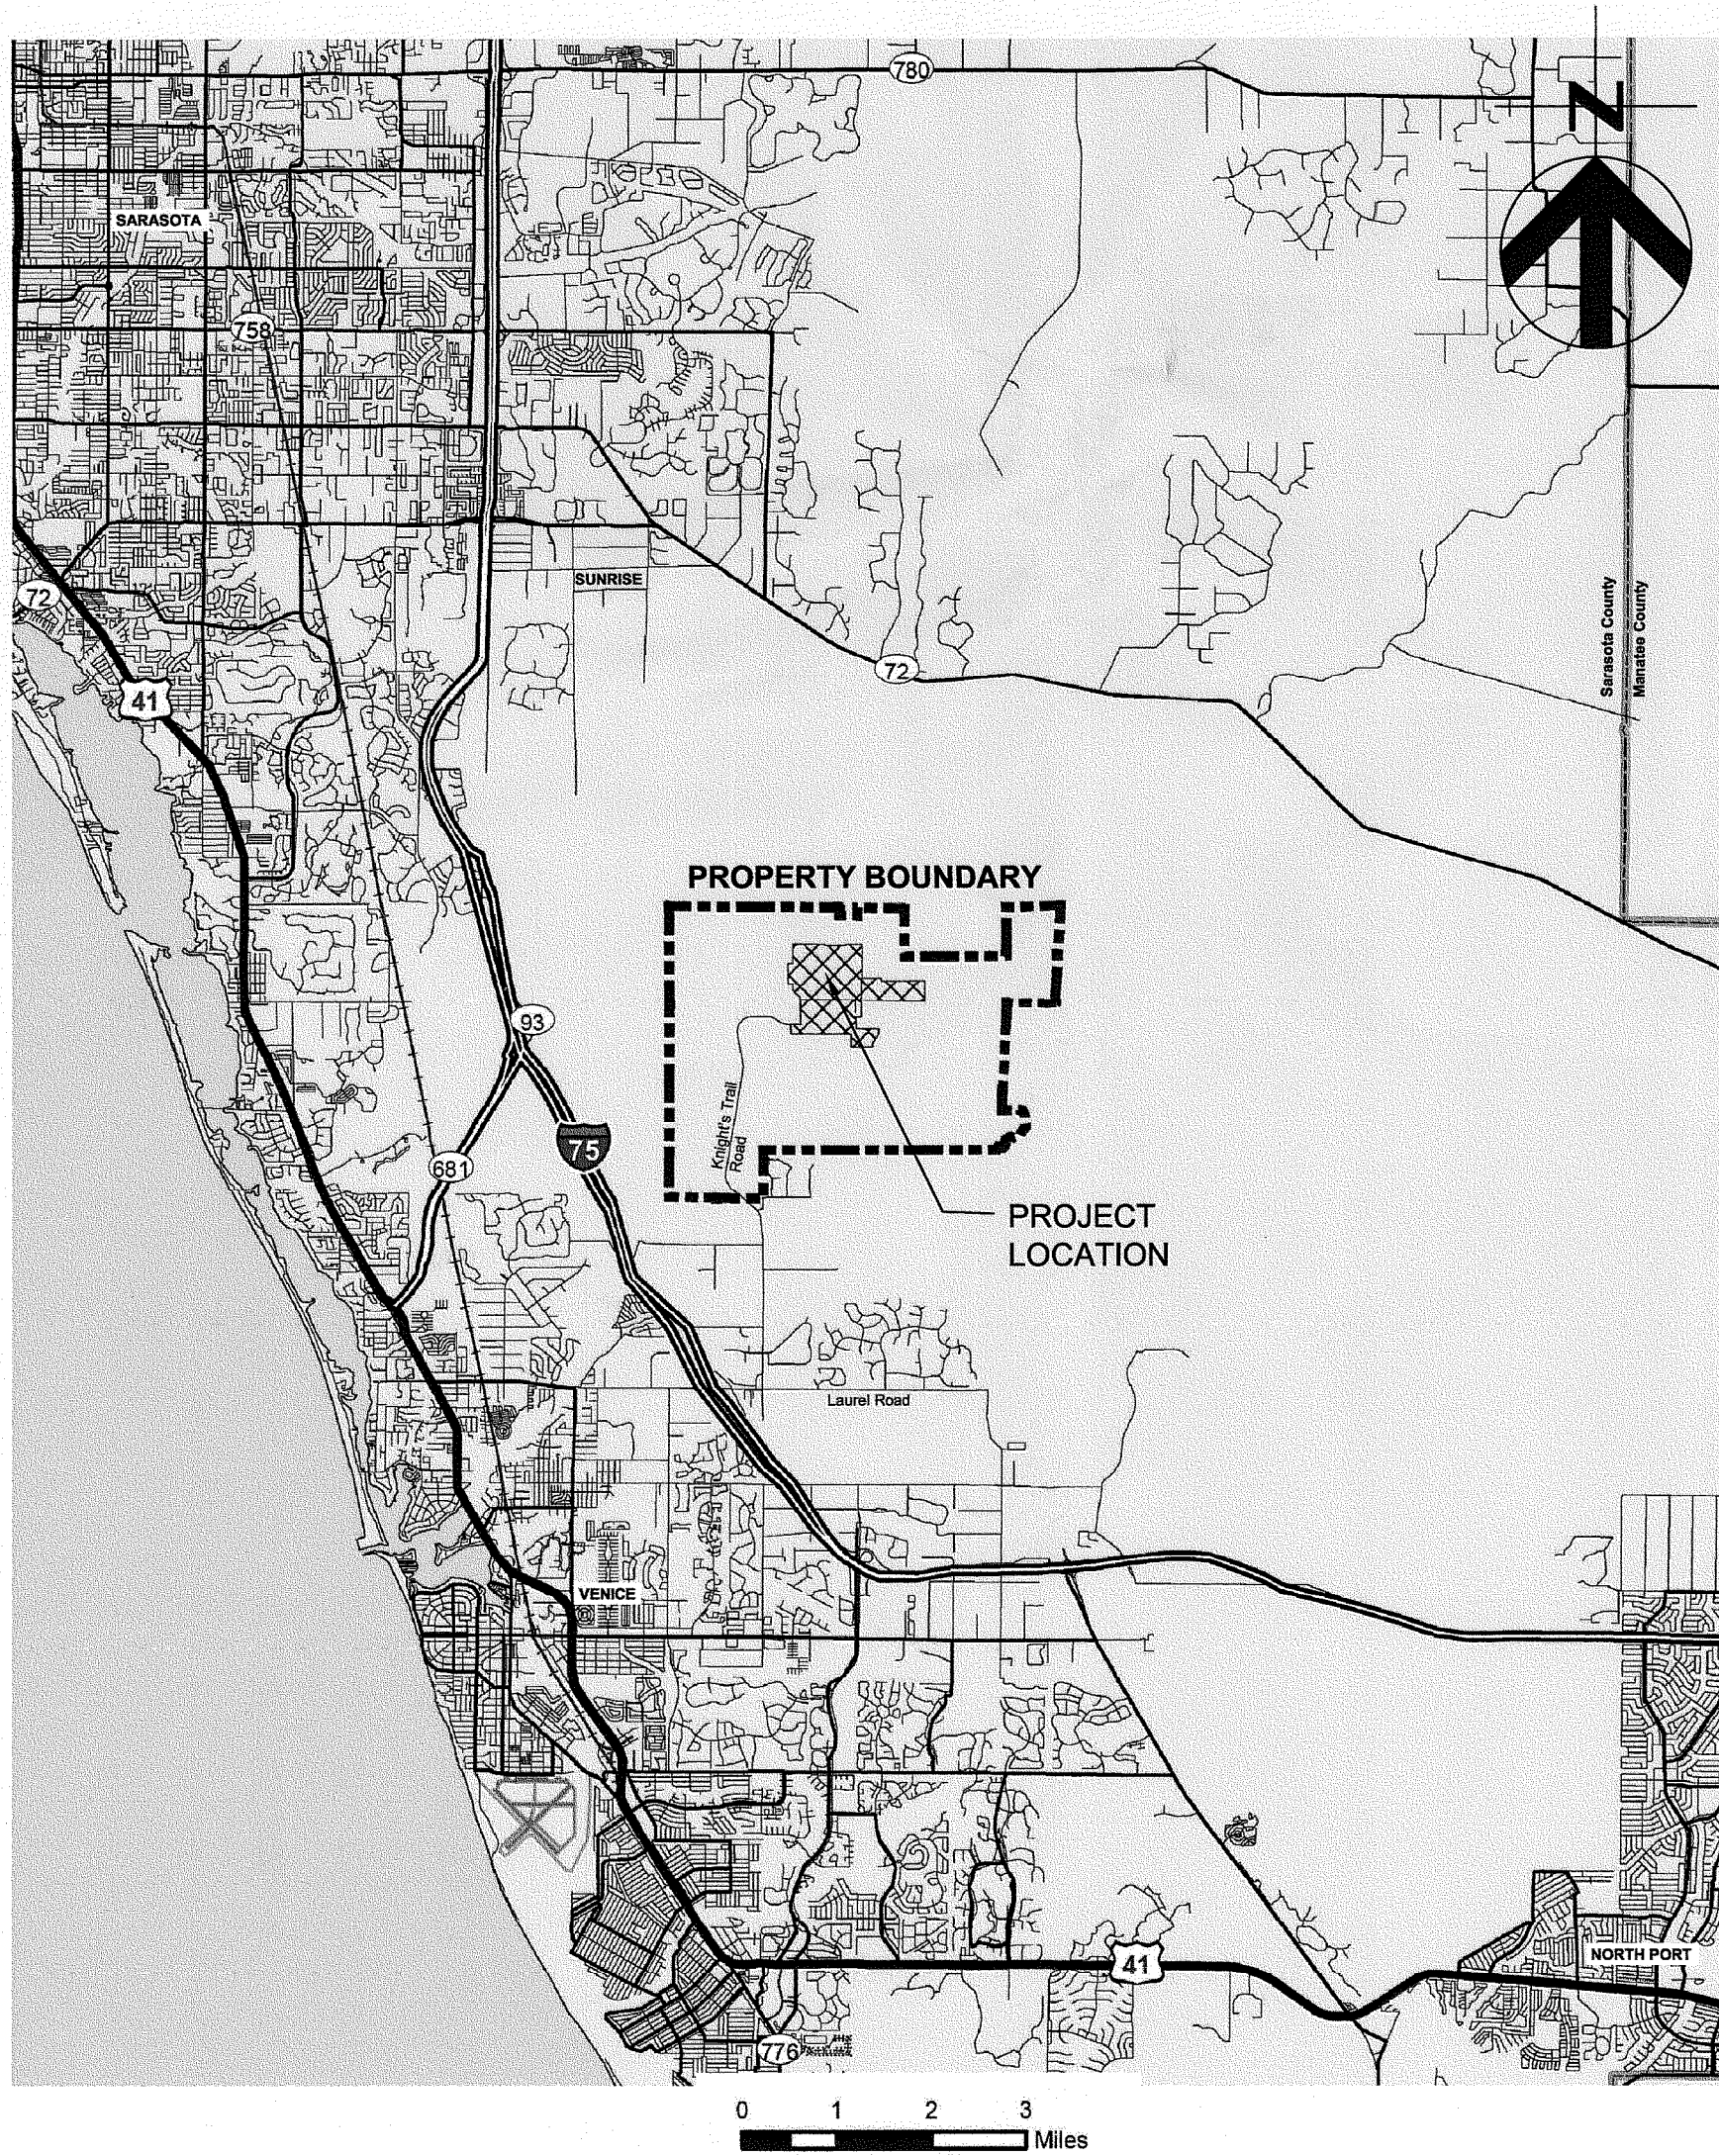 780
N
SARASOTA
758
SUNRISE
72
Sarasota County
Manatee County
72
41
PROPERTY BOUNDARY
93
Knight's Trail
Road
75
681
PROJECT
LOCATION
Laurel Road
VENICE
NORTH PORT
41
776
0 1 2 3
Miles